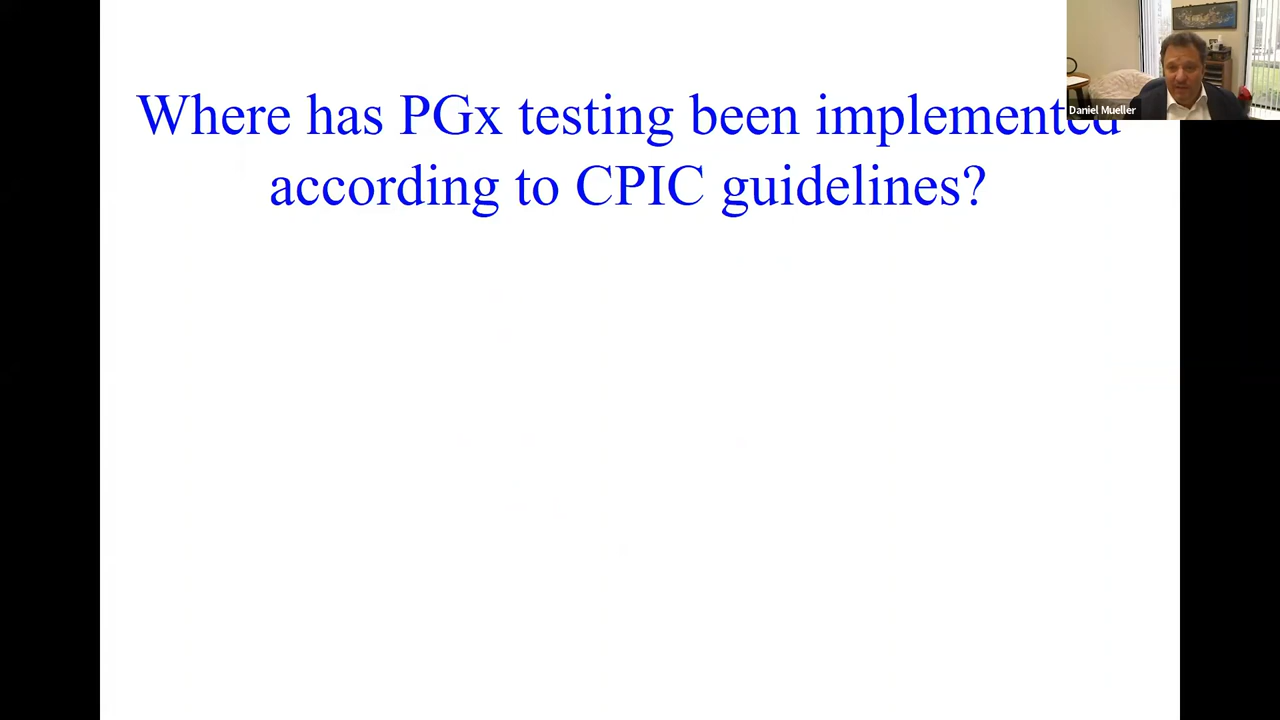 Where has PGx testing been implemented
according to CPIC guidelines?
Daniel Mueller